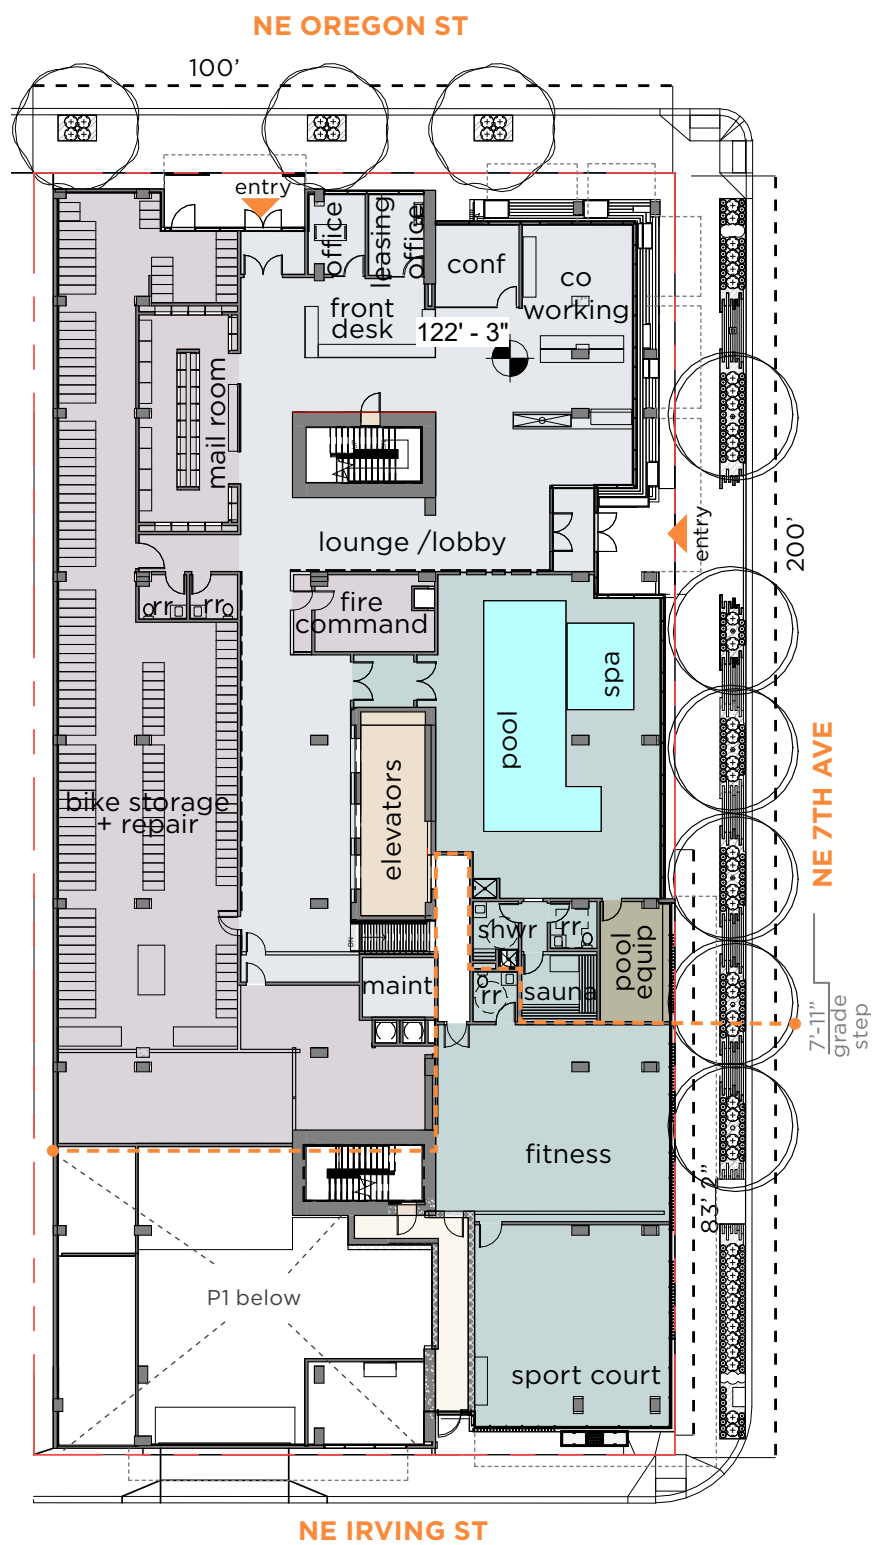 NE OREGON ST
100'
entry
office
leasing
office
conf
co
working
front
desk
122' - 3"
mail room
entry
200'
lounge /lobby
rr
rr
fire
command
spa
pool
NE 7TH AVE
elevators
bike storage
+ repair
shwr
rr
pool
equip
DN
maint
rr
sauna
7'-11"
grade
step
fitness
83' 2"
P1 below
sport court
NE IRVING ST